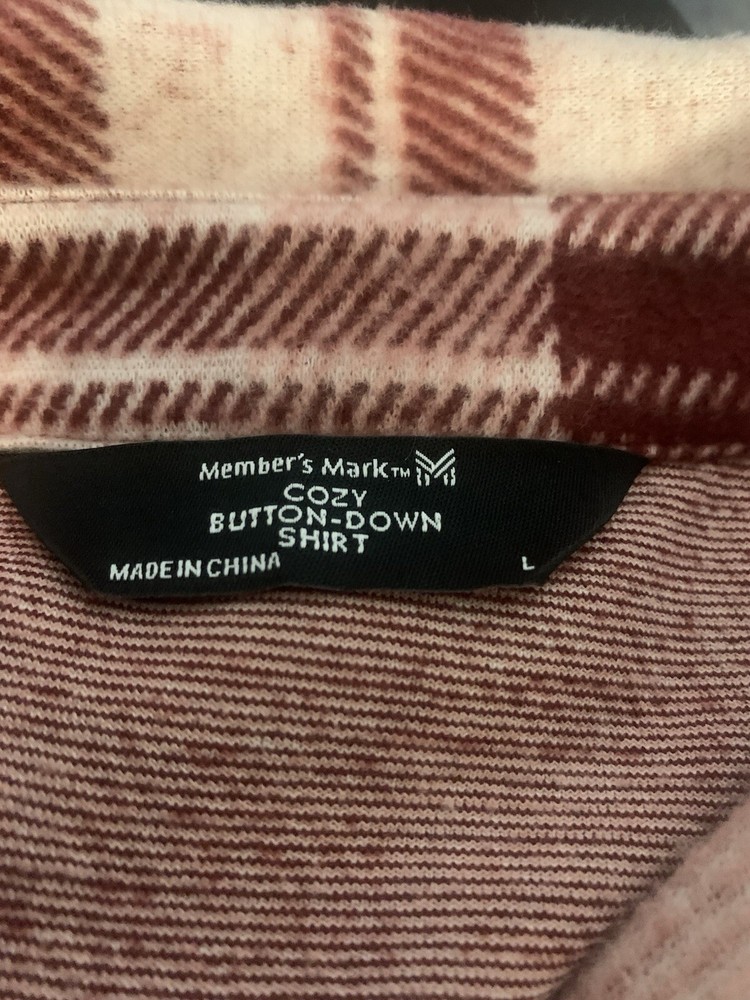 Member's Mark™
COZY
BUTTON-DOWN
SHIRT
MADE IN CHINA
L